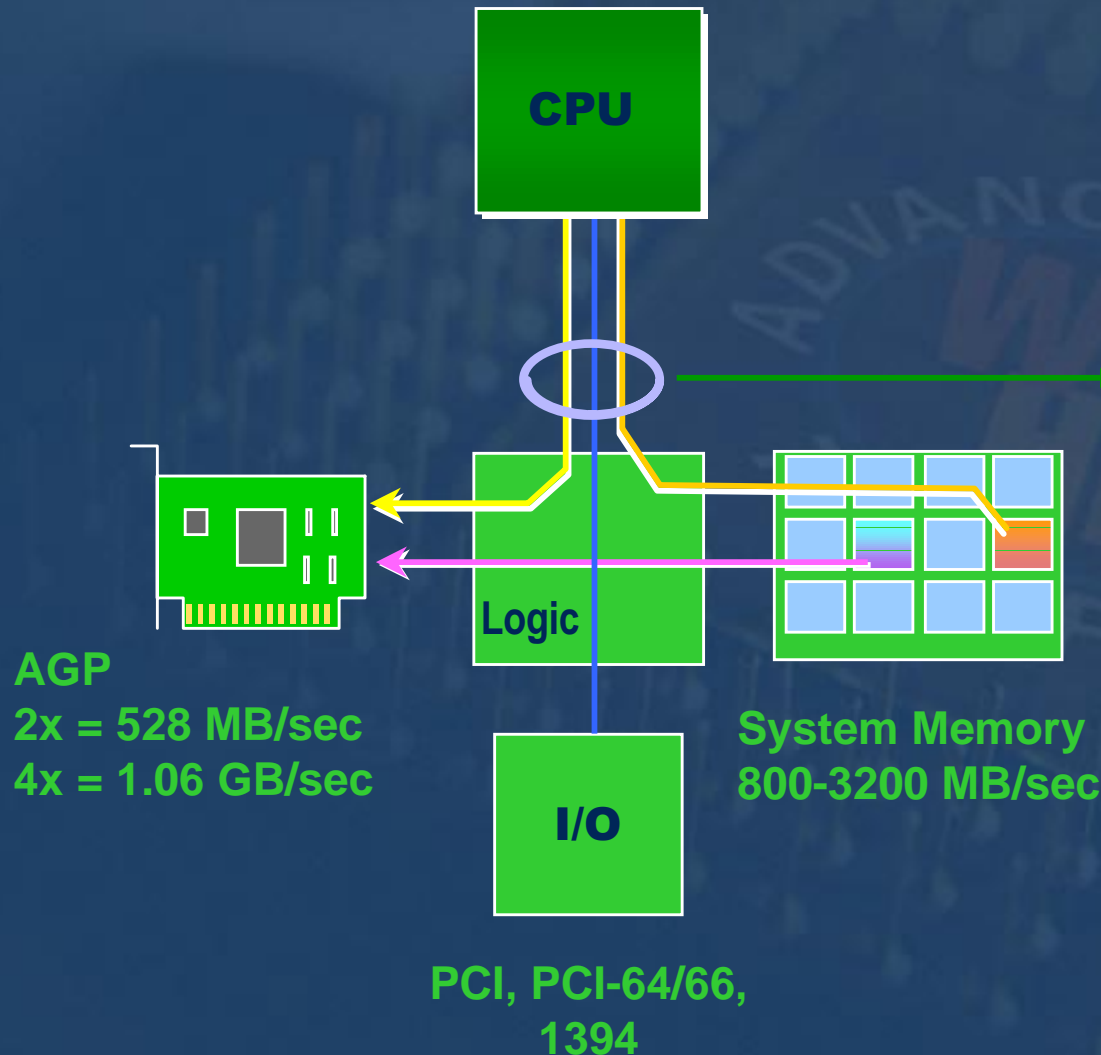 CPU
Logic
AGP
2x = 528 MB/sec
4x = 1.06 GB/sec
System Memory
800-3200 MB/sec
I/O
PCI, PCI-64/66,
1394